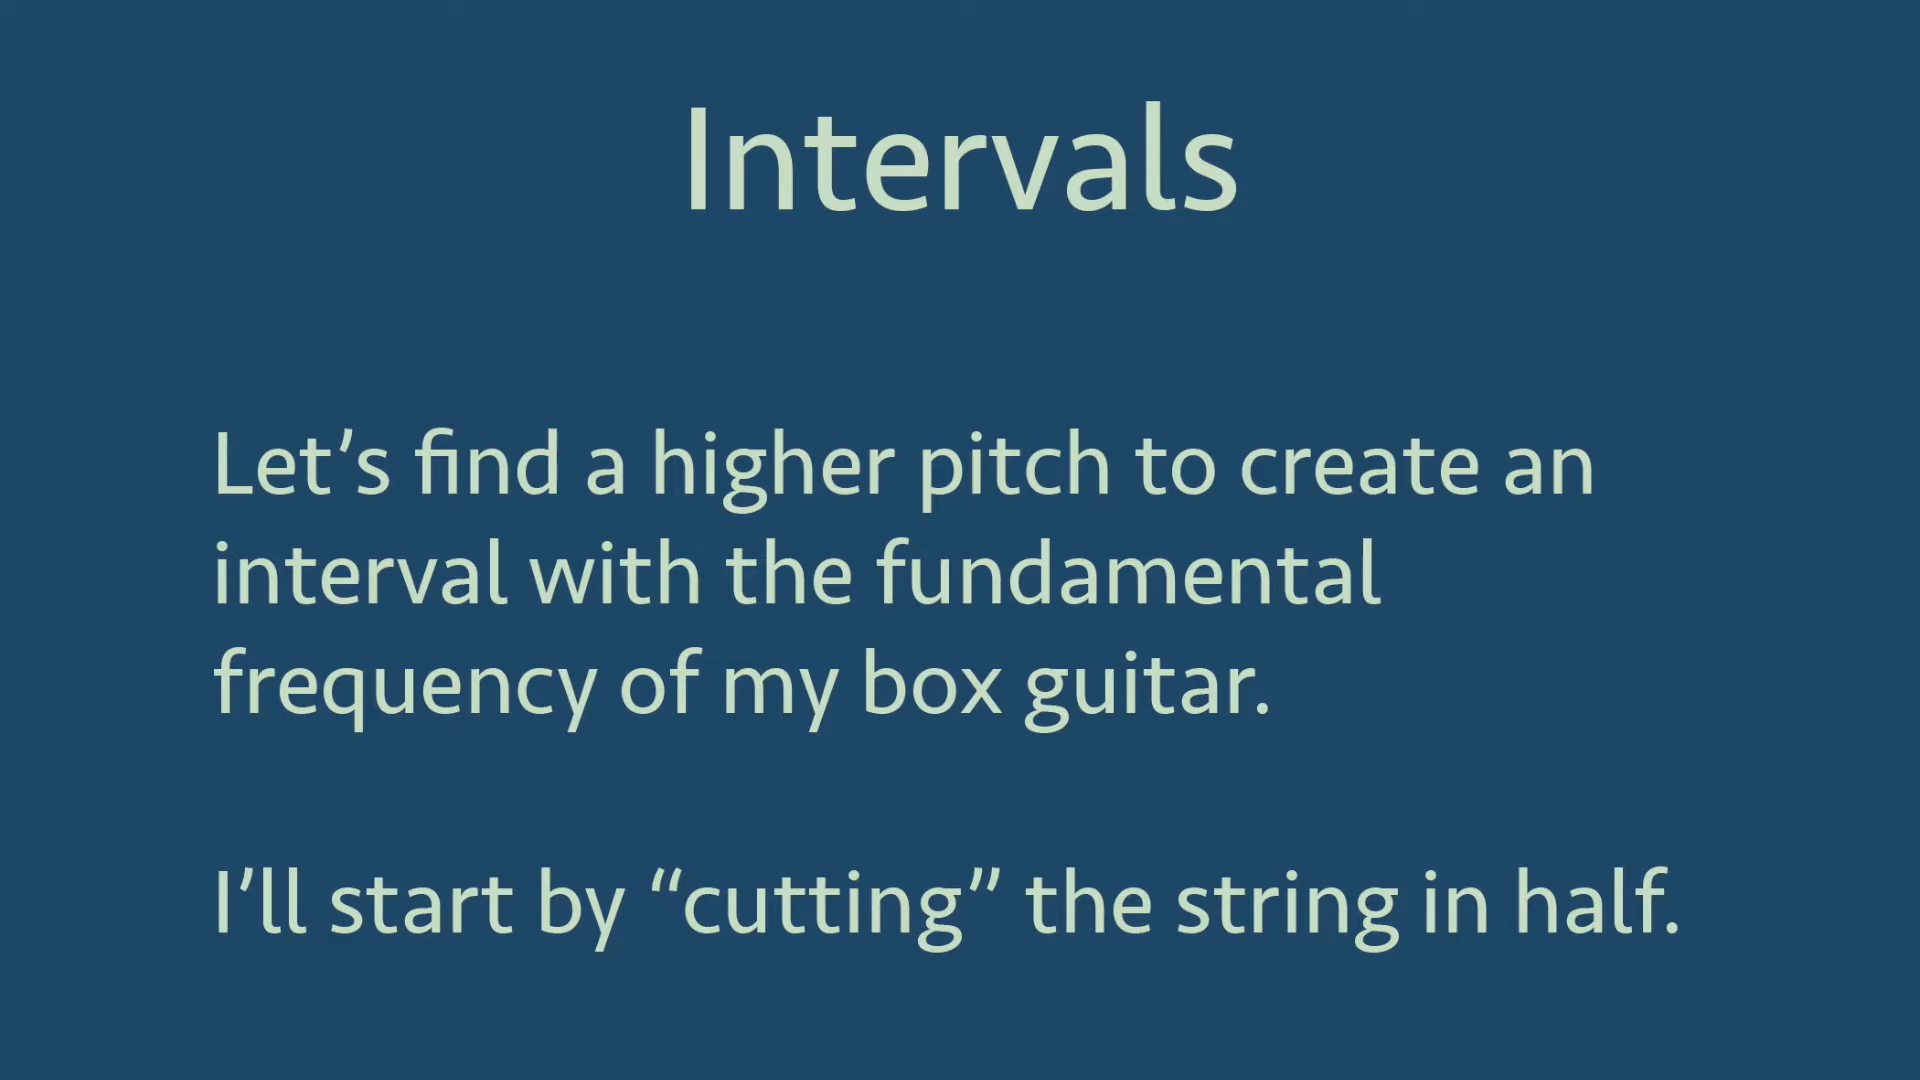 Intervals
Let’s find a higher pitch to create an
interval with the fundamental
frequency of my box guitar.
I’ll start by “cutting” the string in half.